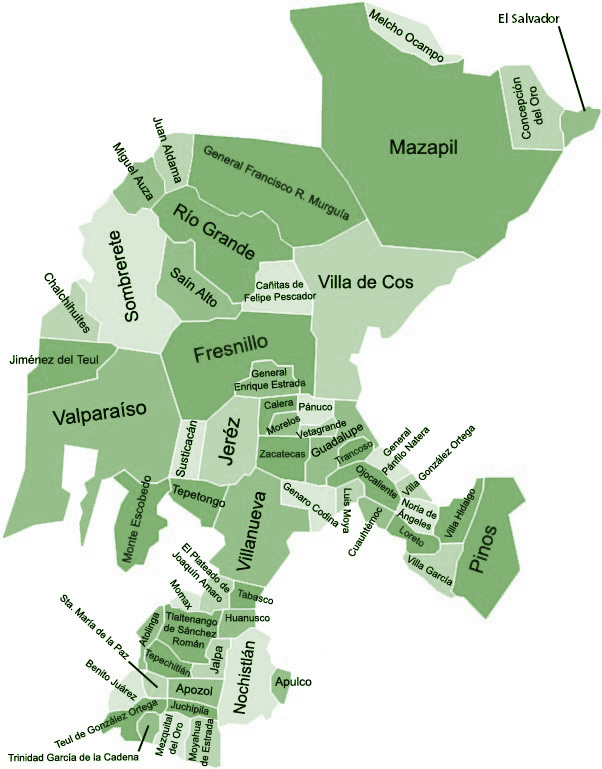 El Salvador
Melcho Ocampo
Concepción
del Oro
Mazapil
Juan Aldama
Miguel Auza
General Francisco R. Murguía
Río Grande
Sombrerete
Saín Alto
Cañitas de
Felipe Pescador
Villa de Cos
Chalchihuites
Jiménez del Teul
Fresnillo
General
Enrique Estrada
Valparaíso
Calera
Pánuco
Morelos
Vetagrande
Susticacán
Jeréz
Zacatecas
Guadalupe
Trancoso
General
Pánfilo Natera
Villa González Ortega
Ojocaliente
Monte Escobedo
Tepetongo
Villanueva
Genaro Codina
Luis Moya
Cuauhtémoc
Noria de
Ángeles
Loreto
Villa Hidalgo
Villa García
Pinos
El Plateado de
Joaquín Amaro
Momax
Tabasco
Sta. María de la Paz
Atolinga
Tlaltenango
de Sánchez
Román
Huanusco
Tepechitlán
Jalpa
Nochistlán
Benito Juárez
Apozol
Apulco
Juchipila
Teul de González Ortega
Trinidad García de la Cadena
Mezquital
del Oro
Moyahua
de Estrada